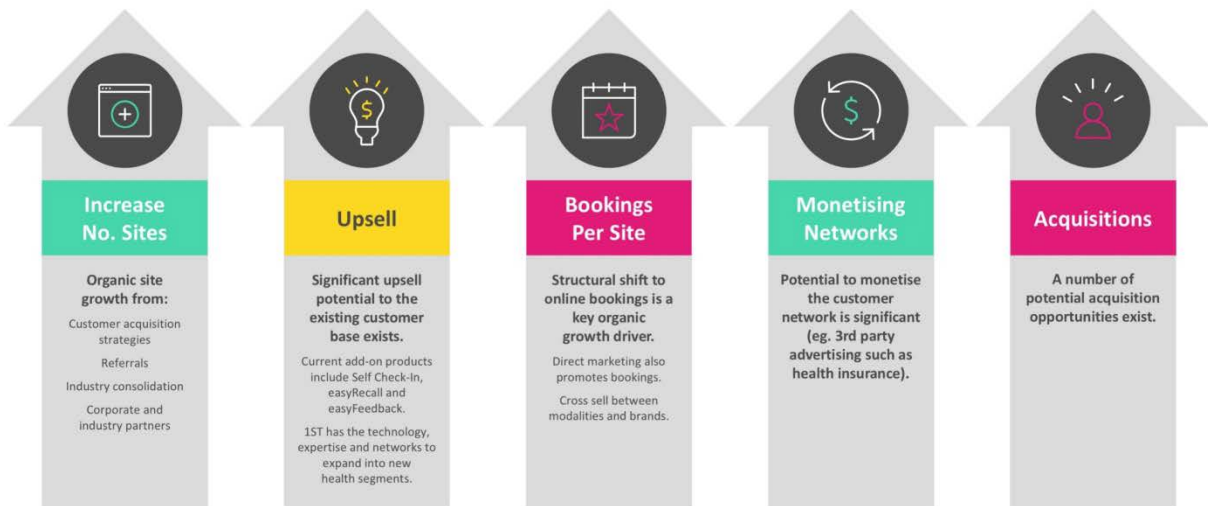 Increase
No. Sites
Organic site
growth from:
Customer acquisition
strategies
Referrals
Industry consolidation
Corporate and
industry partners
$
Upsell
Significant upsell
potential to the
existing customer
base exists.
Current add-on products
include Self Check-In,
easyRecall and
easyFeedback.
1ST has the technology,
expertise and networks to
expand into new
health segments.
Bookings
Per Site
Structural shift to
online bookings is a
key organic
growth driver.
Direct marketing also
promotes bookings.
Cross sell between
modalities and brands.
$
Monetising
Networks
Potential to monetise
the customer
network is significant
(eg. 3rd party
advertising such as
health insurance).
Acquisitions
A number of
potential acquisition
opportunities exist.